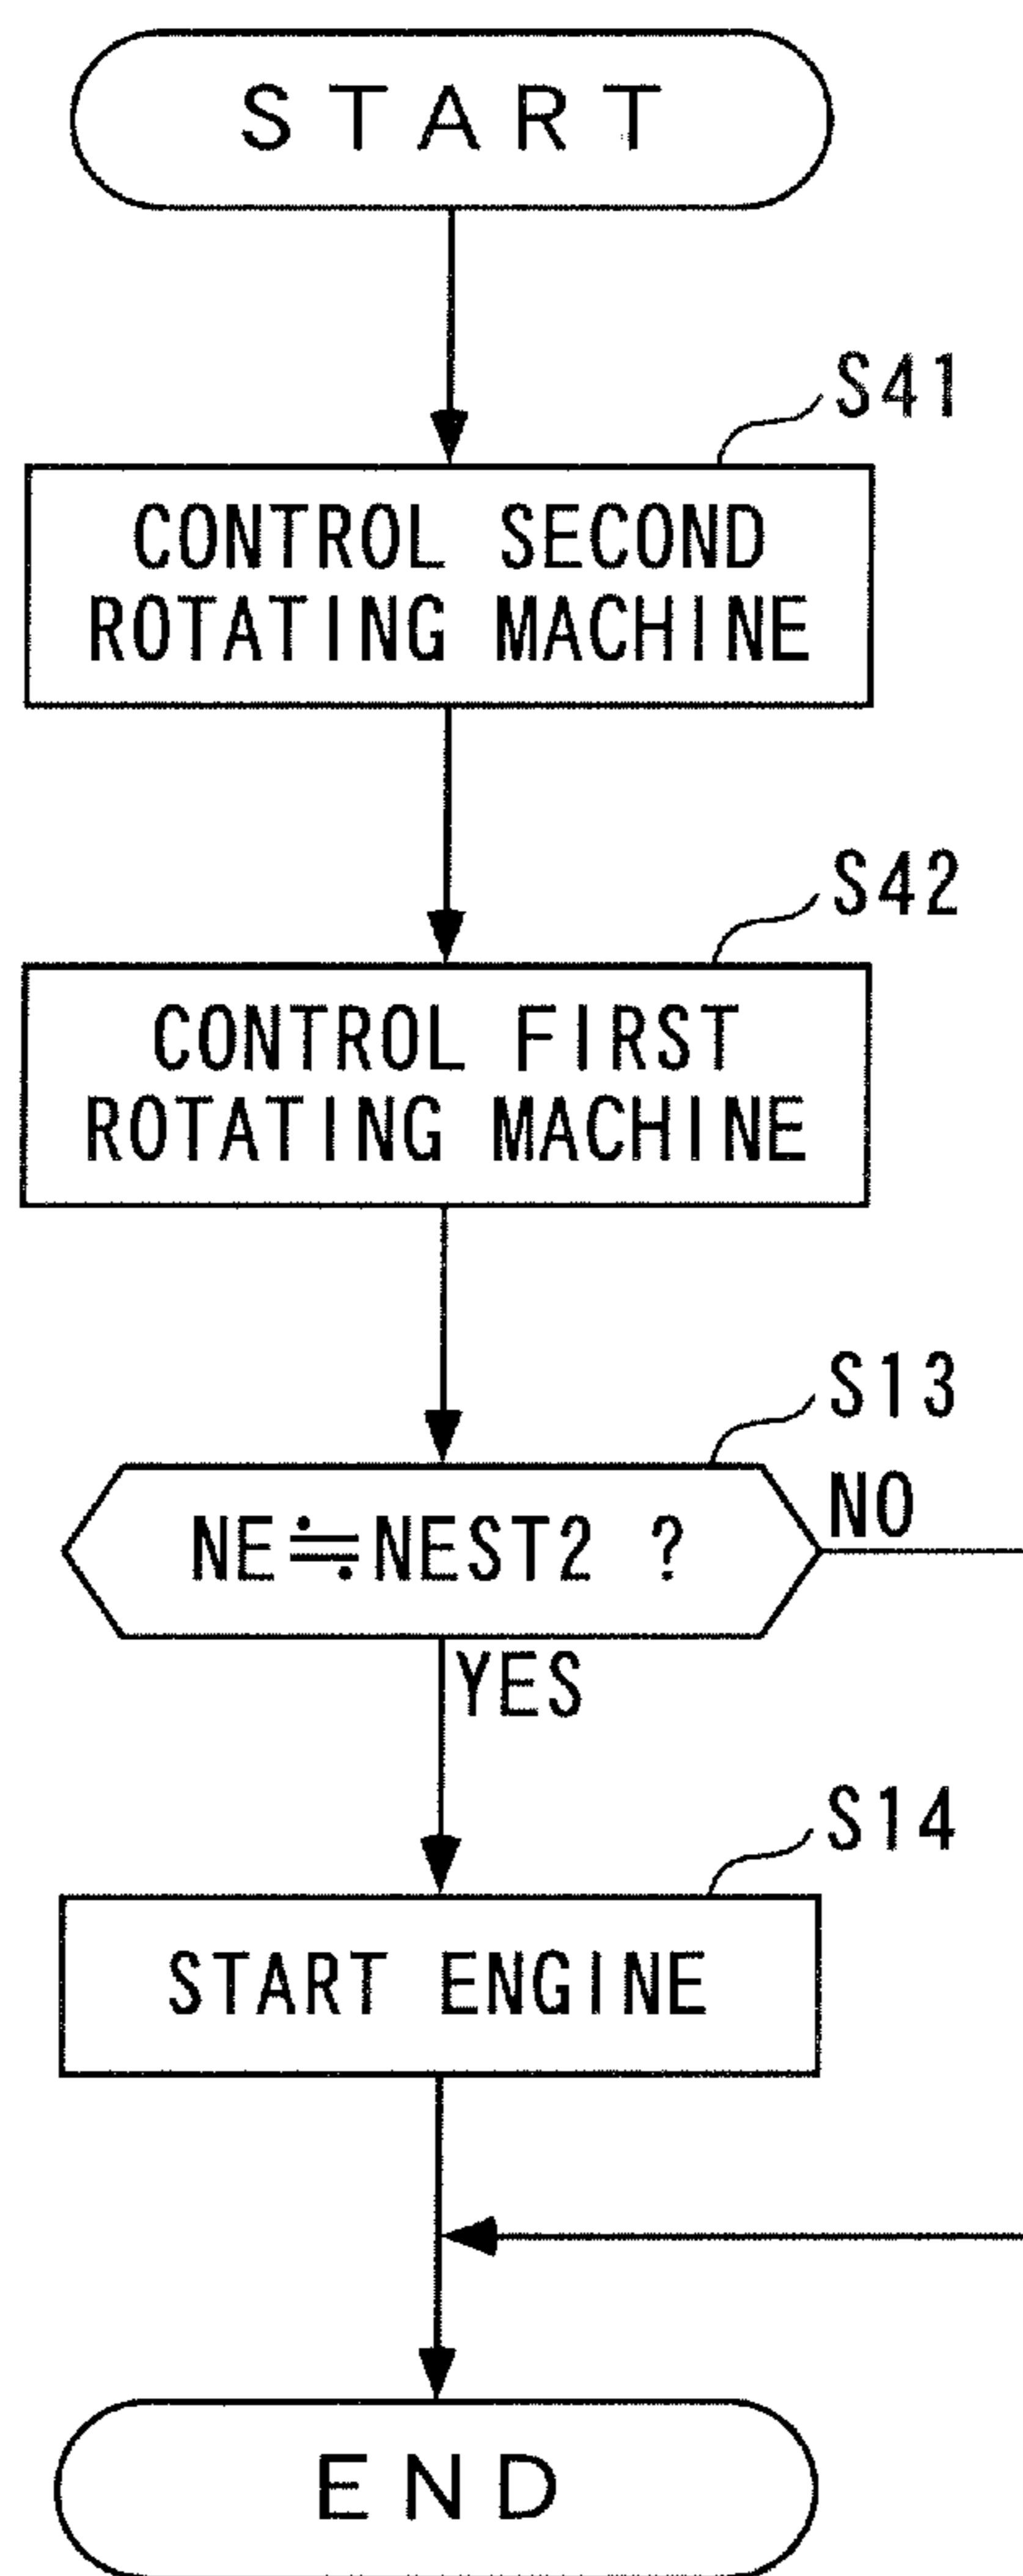 START
S41
CONTROL SECOND
ROTATING MACHINE
S42
CONTROL FIRST
ROTATING MACHINE
S13
NE≒NEST2 ?
NO
YES
S14
START ENGINE
END